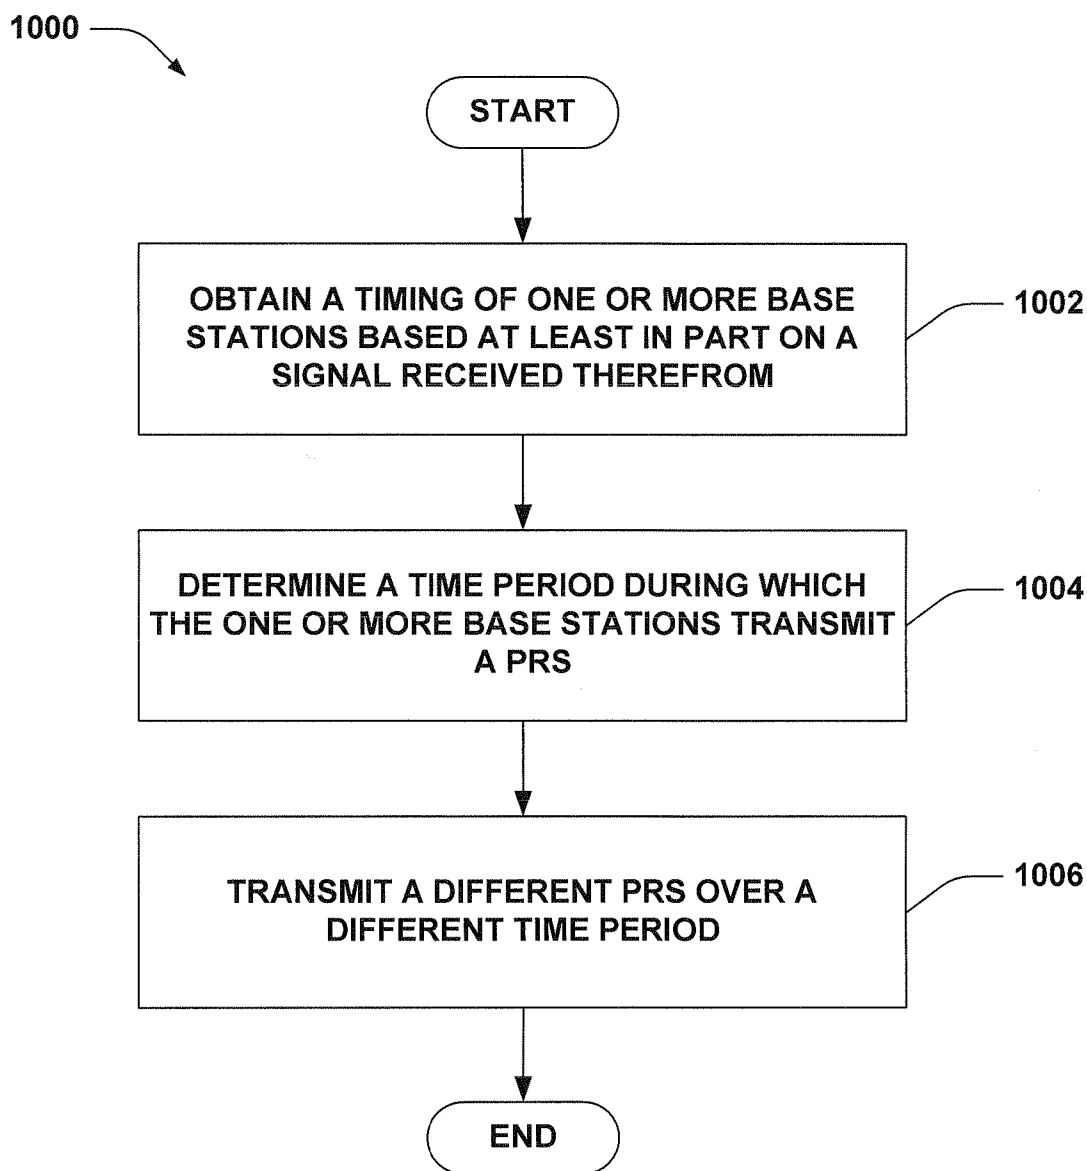 1000
START
OBTAIN A TIMING OF ONE OR MORE BASE
STATIONS BASED AT LEAST IN PART ON A
SIGNAL RECEIVED THEREFROM
1002
DETERMINE A TIME PERIOD DURING WHICH
THE ONE OR MORE BASE STATIONS TRANSMIT
A PRS
1004
TRANSMIT A DIFFERENT PRS OVER A
DIFFERENT TIME PERIOD
1006
END